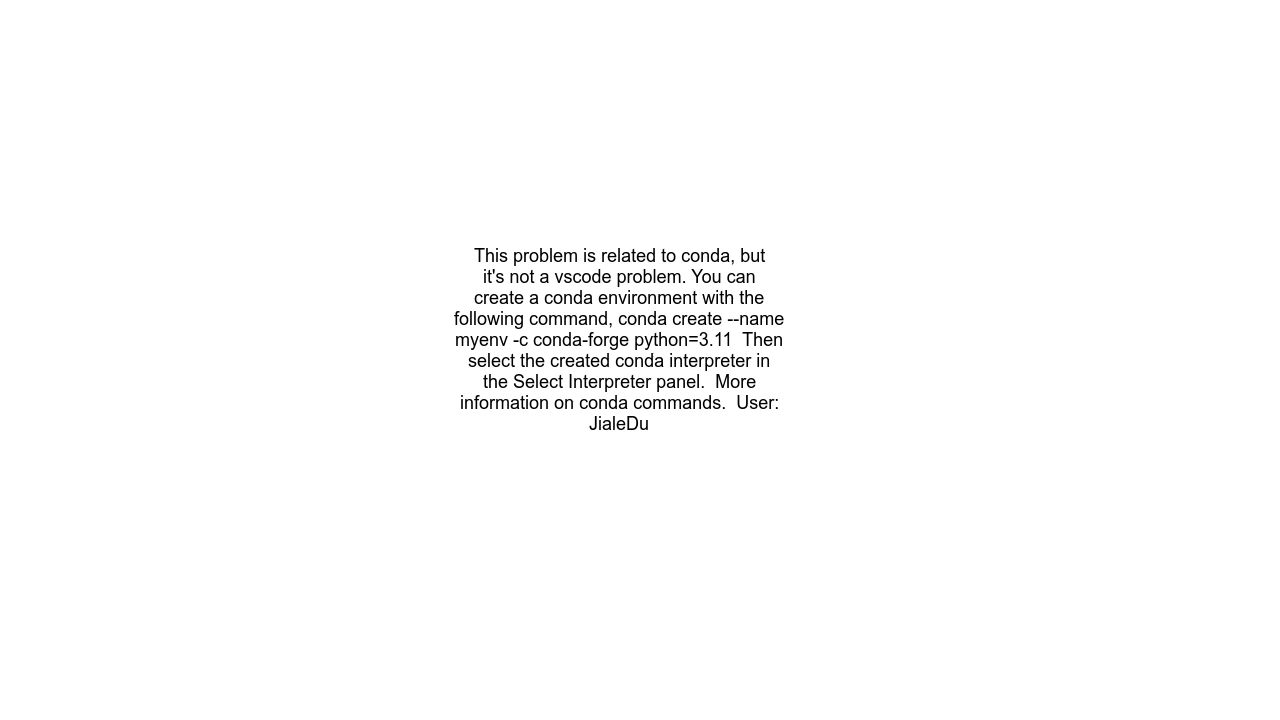 This problem is related to conda, but
it's not a vscode problem. You can
create a conda environment with the
following command, conda create --name
myenv -c conda-forge python=3.11  Then
select the created conda interpreter in
the Select Interpreter panel.  More
information on conda commands.  User:
JialeDu